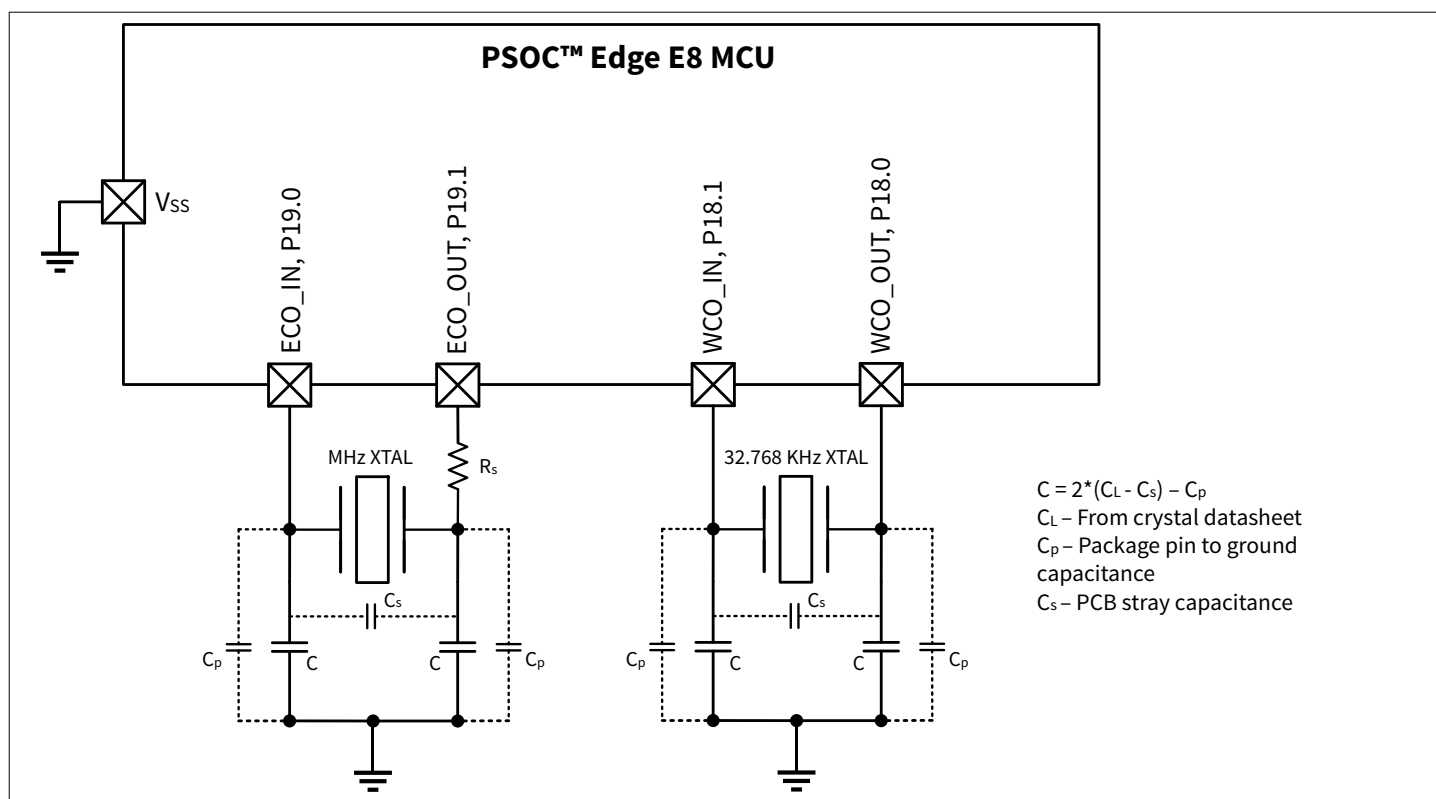 PSOC™ Edge E8 MCU
VSS
ECO_IN, P19.0
ECO_OUT, P19.1
WCO_IN, P18.1
WCO_OUT, P18.0
MHz XTAL
Rs
32.768 KHz XTAL
Cs
Cs
Cp
C
C
Cp
Cp
C
C
Cp
C = 2*(CL - Cs) – Cp
CL – From crystal datasheet
Cp – Package pin to ground
capacitance
Cs – PCB stray capacitance